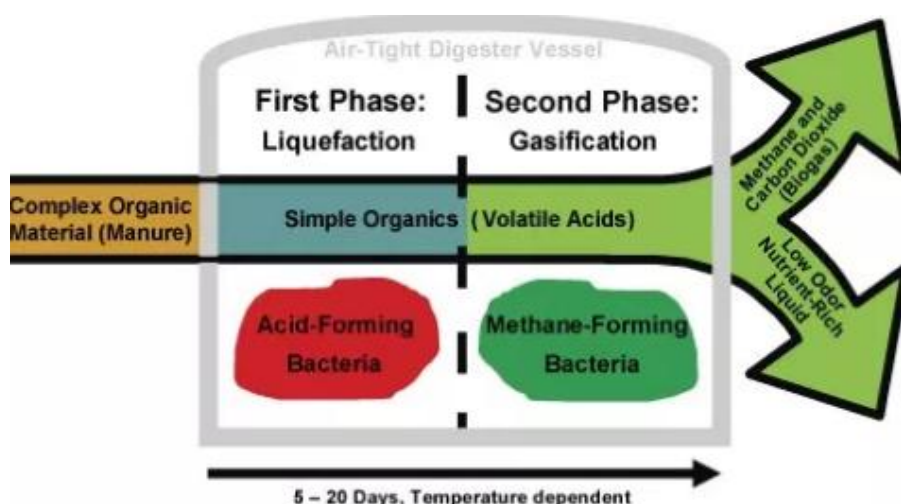 Air-Tight Digester Vessel
First Phase:
Liquefaction
Second Phase:
Gasification
Complex Organic
Material (Manure)
Simple Organics (Volatile Acids)
Methane and
Carbon Dioxide
(Biogas)
Low Odor
Nutrient-Rich
Liquid
Acid-Forming
Bacteria
Methane-Forming
Bacteria
5 – 20 Days, Temperature dependent